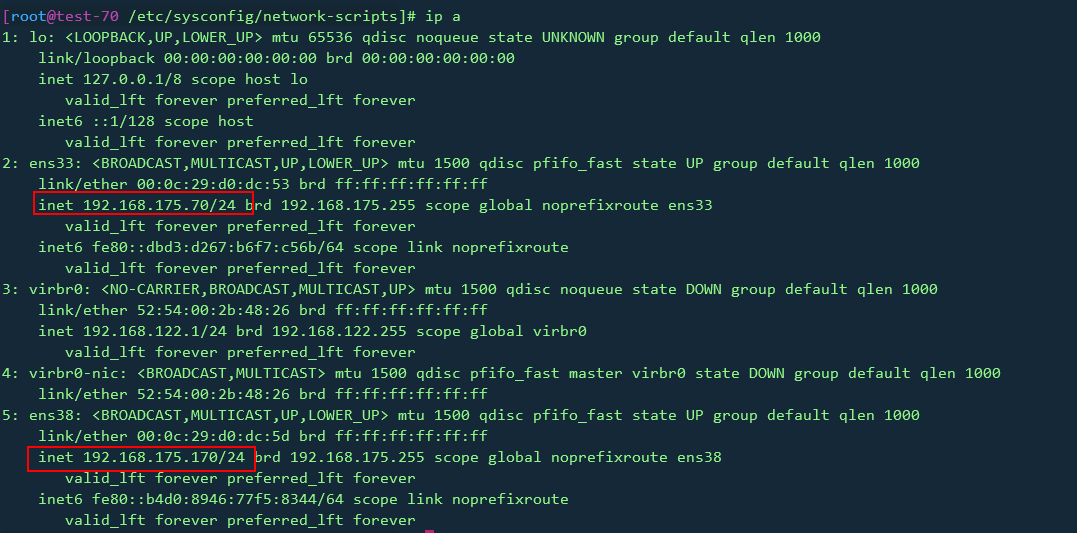 [root@test-70 /etc/sysconfig/network-scripts]# ip a
1: lo: <LOOPBACK,UP,LOWER_UP> mtu 65536 qdisc noqueue state UNKNOWN group default qlen 1000
    link/loopback 00:00:00:00:00:00 brd 00:00:00:00:00:00
    inet 127.0.0.1/8 scope host lo
       valid_lft forever preferred_lft forever
    inet6 ::1/128 scope host
       valid_lft forever preferred_lft forever
2: ens33: <BROADCAST,MULTICAST,UP,LOWER_UP> mtu 1500 qdisc pfifo_fast state UP group default qlen 1000
    link/ether 00:0c:29:d0:dc:53 brd ff:ff:ff:ff:ff:ff
    inet 192.168.175.70/24 brd 192.168.175.255 scope global noprefixroute ens33
       valid_lft forever preferred_lft forever
    inet6 fe80::dbd3:d267:b6f7:c56b/64 scope link noprefixroute
       valid_lft forever preferred_lft forever
3: virbr0: <NO-CARRIER,BROADCAST,MULTICAST,UP> mtu 1500 qdisc noqueue state DOWN group default qlen 1000
    link/ether 52:54:00:2b:48:26 brd ff:ff:ff:ff:ff:ff
    inet 192.168.122.1/24 brd 192.168.122.255 scope global virbr0
       valid_lft forever preferred_lft forever
4: virbr0-nic: <BROADCAST,MULTICAST> mtu 1500 qdisc pfifo_fast master virbr0 state DOWN group default qlen 1000
    link/ether 52:54:00:2b:48:26 brd ff:ff:ff:ff:ff:ff
5: ens38: <BROADCAST,MULTICAST,UP,LOWER_UP> mtu 1500 qdisc pfifo_fast state UP group default qlen 1000
    link/ether 00:0c:29:d0:dc:5d brd ff:ff:ff:ff:ff:ff
    inet 192.168.175.170/24 brd 192.168.175.255 scope global noprefixroute ens38
       valid_lft forever preferred_lft forever
    inet6 fe80::b4d0:8946:77f5:8344/64 scope link noprefixroute
       valid_lft forever preferred_lft forever